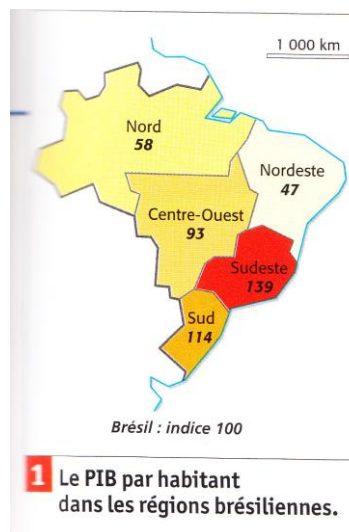 1 000 km
Nord
58
Nordeste
47
Centre-Ouest
93
Sudeste
139
Sud
114
Brésil : indice 100
1 Le PIB par habitant
dans les régions brésiliennes.